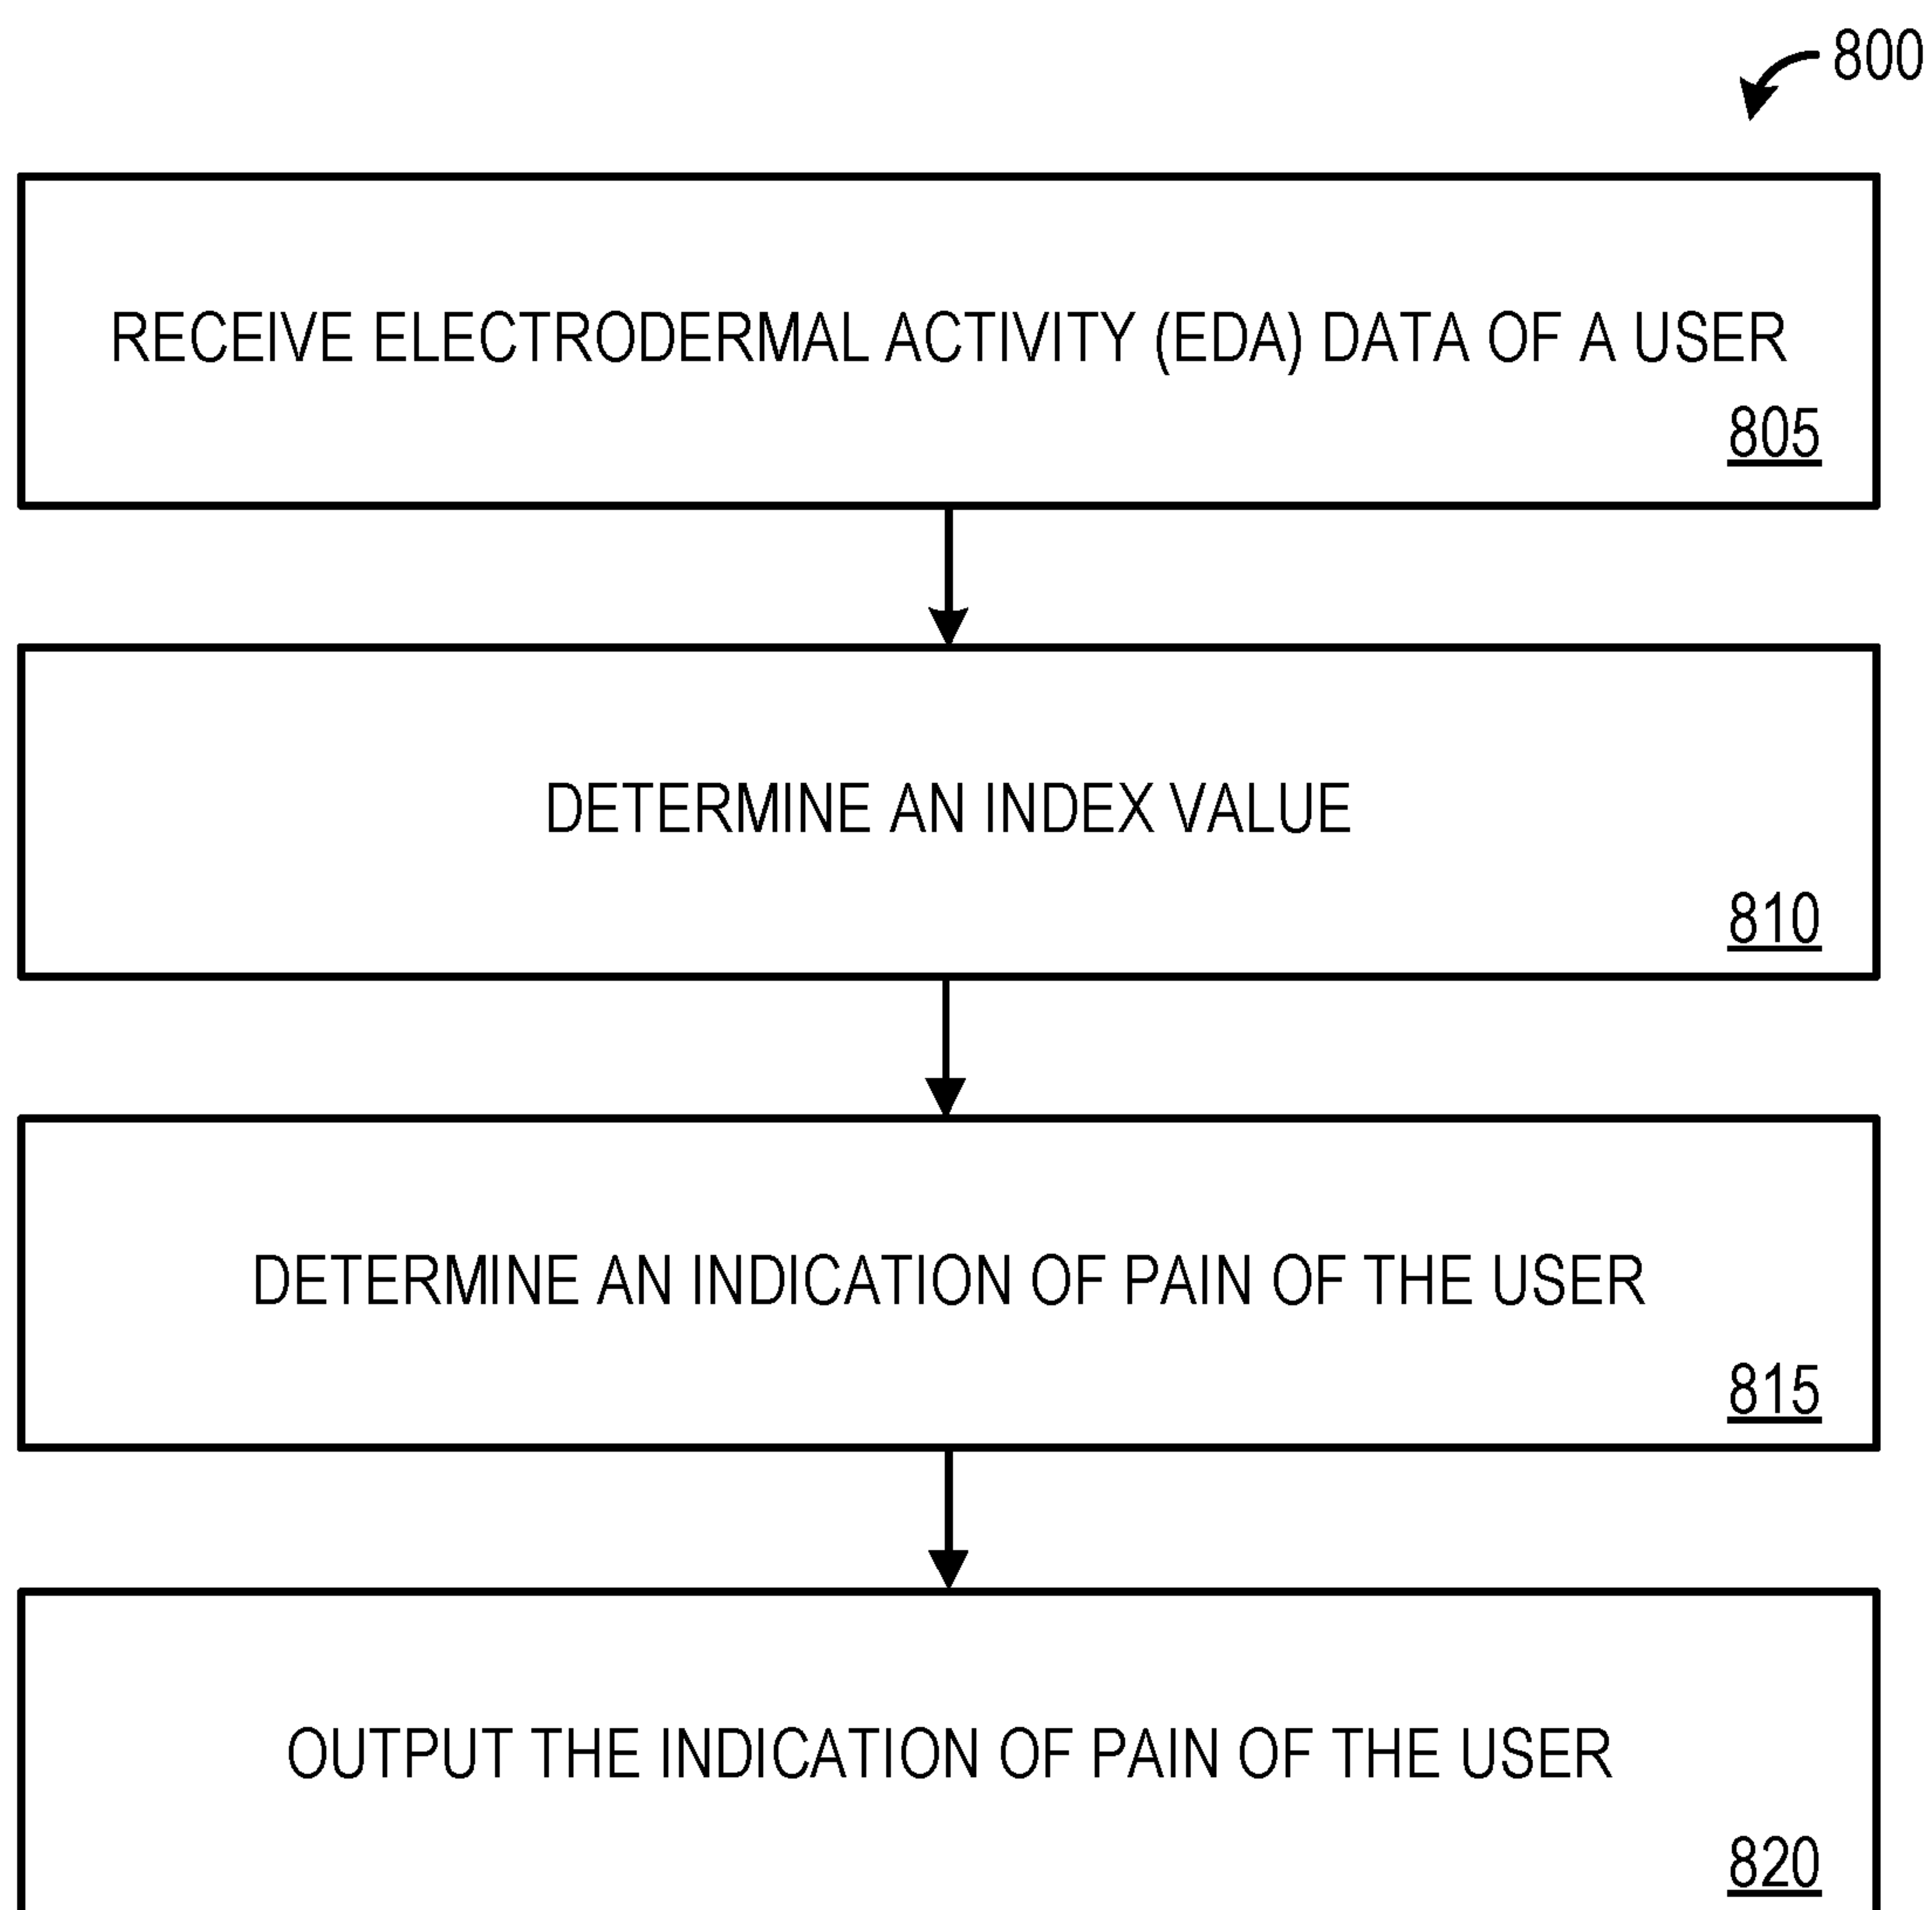 800
RECEIVE ELECTRODERMAL ACTIVITY (EDA) DATA OF A USER
805
DETERMINE AN INDEX VALUE
810
DETERMINE AN INDICATION OF PAIN OF THE USER
815
OUTPUT THE INDICATION OF PAIN OF THE USER
820